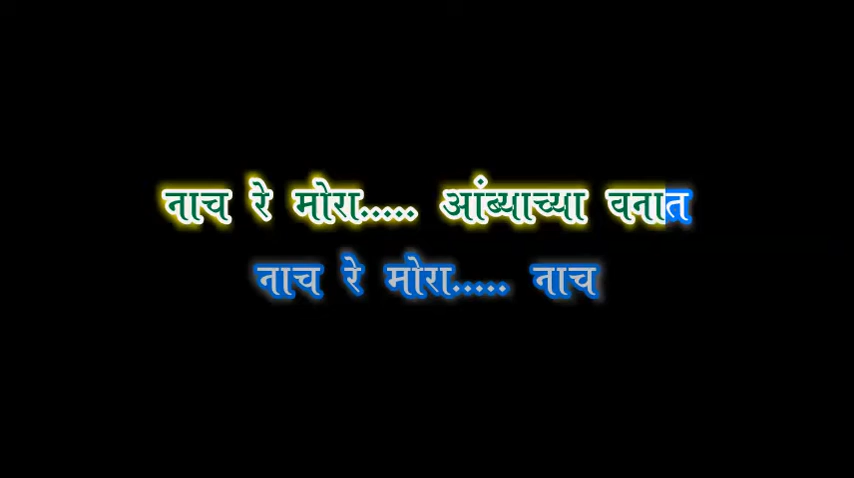 नाच रे मोरा..... आंब्याच्या वनात
नाच रे मोरा..... नाच